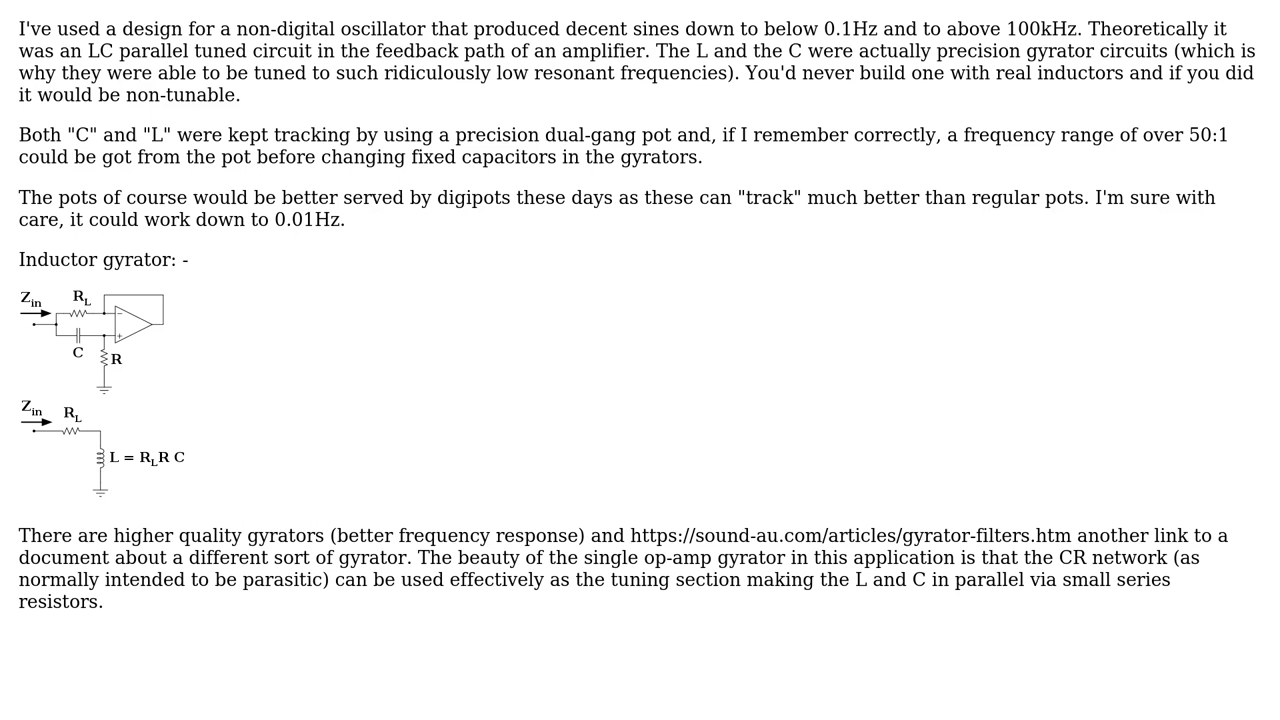 I've used a design for a non-digital oscillator that produced decent sines down to below 0.1Hz and to above 100kHz. Theoretically it
was an LC parallel tuned circuit in the feedback path of an amplifier. The L and the C were actually precision gyrator circuits (which is
why they were able to be tuned to such ridiculously low resonant frequencies). You'd never build one with real inductors and if you did
it would be non-tunable.
Both "C" and "L" were kept tracking by using a precision dual-gang pot and, if I remember correctly, a frequency range of over 50:1
could be got from the pot before changing fixed capacitors in the gyrators.
The pots of course would be better served by digipots these days as these can "track" much better than regular pots. I'm sure with
care, it could work down to 0.01Hz.
Inductor gyrator: -
Zin RL
− +
C
R
Zin RL
L = RLR C
There are higher quality gyrators (better frequency response) and https://sound-au.com/articles/gyrator-filters.htm another link to a
document about a different sort of gyrator. The beauty of the single op-amp gyrator in this application is that the CR network (as
normally intended to be parasitic) can be used effectively as the tuning section making the L and C in parallel via small series
resistors.